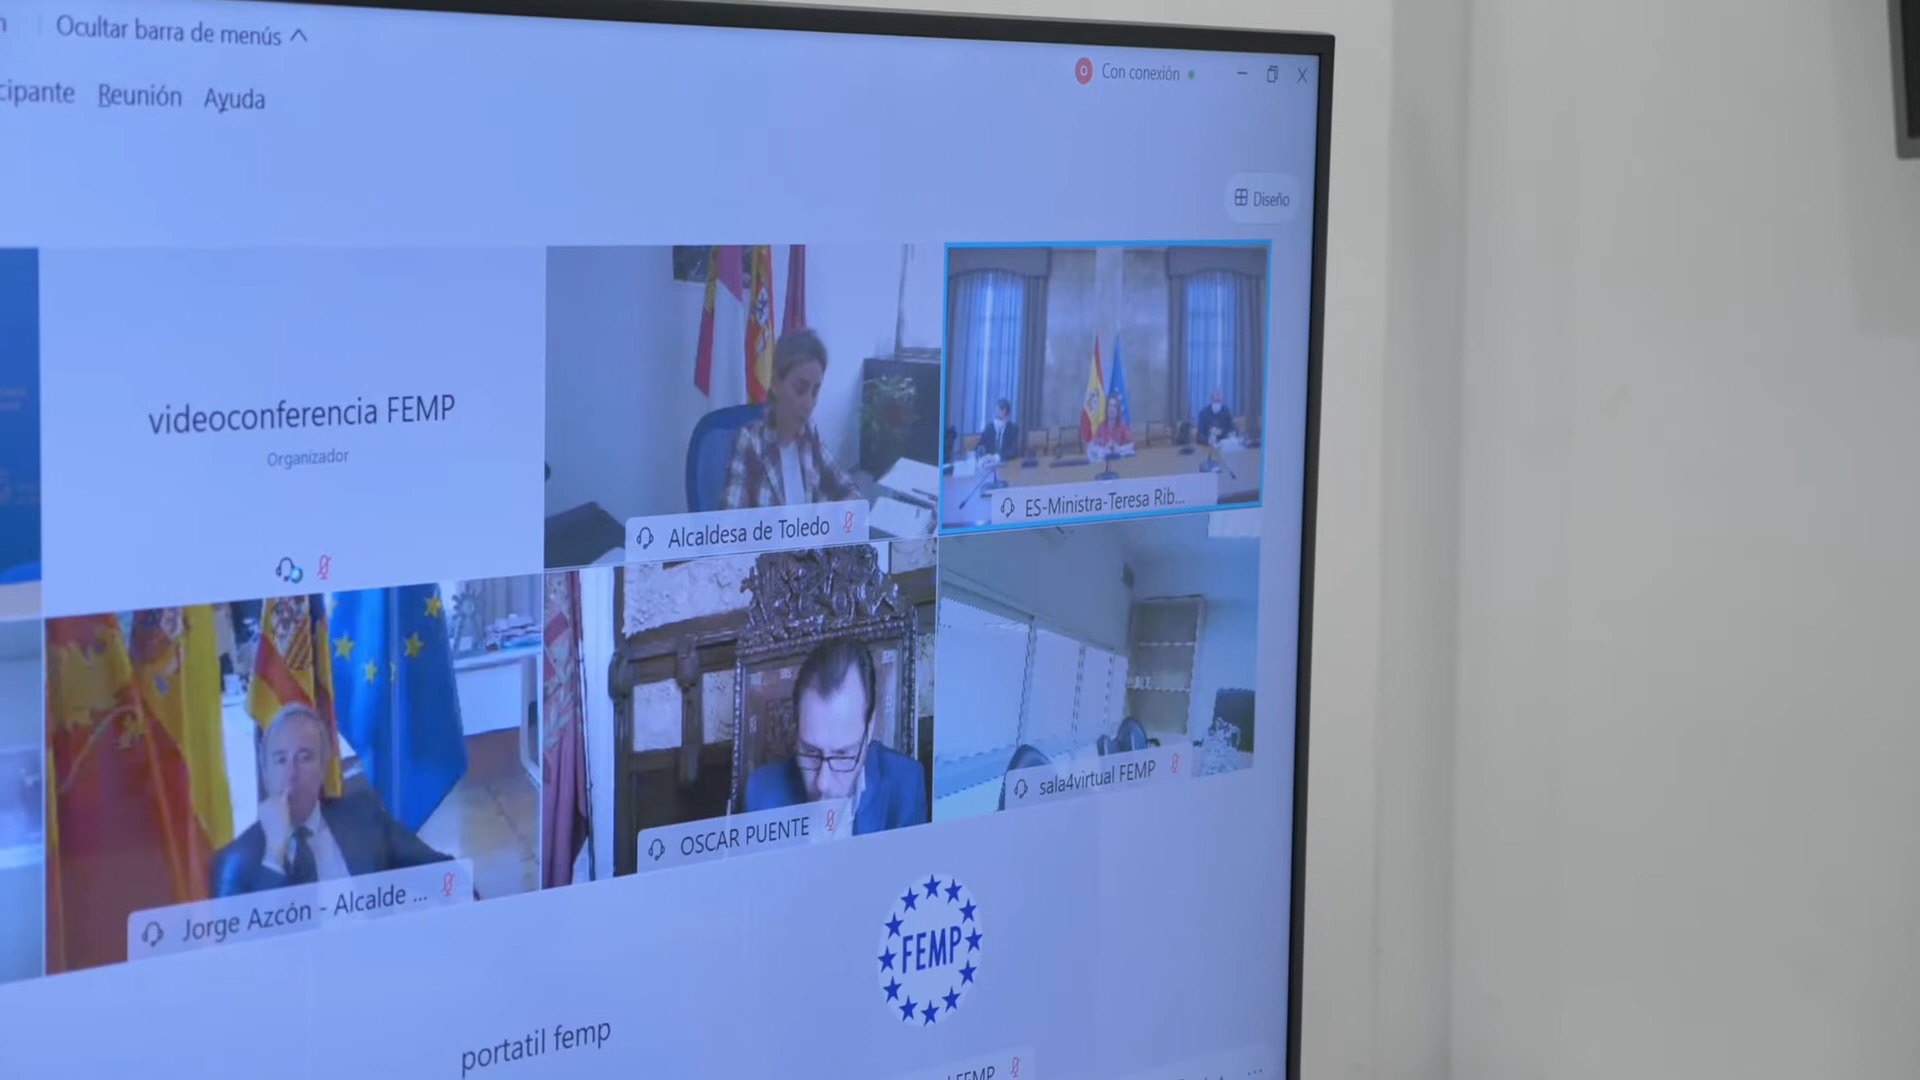 Ocultar barra de menús
Con conexión
cipante Reunión Ayuda
Diseño
videoconferencia FEMP
Organizador
Alcaldesa de Toledo
ES-Ministra-Teresa Rib...
Jorge Azcón - Alcalde ...
OSCAR PUENTE
sala4virtual FEMP
FEMP
portatil femp
FEMP